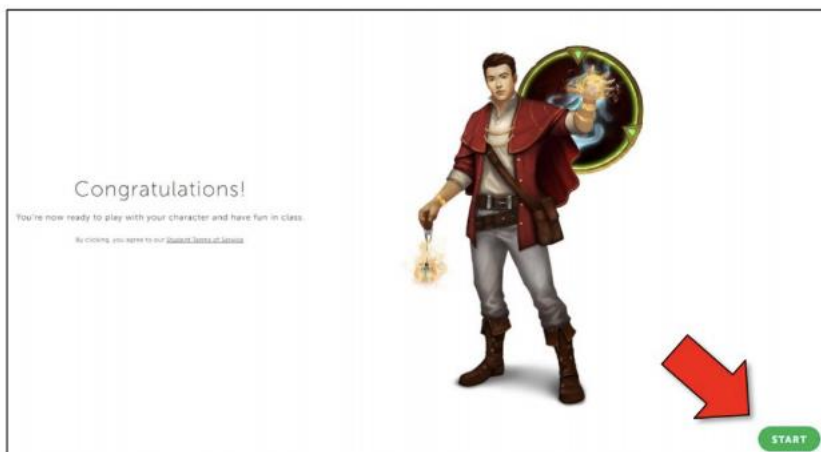 Congratulations!
You're now ready to play with your character and have fun in class.
By clicking, you agree to our Student Terms of Service
START